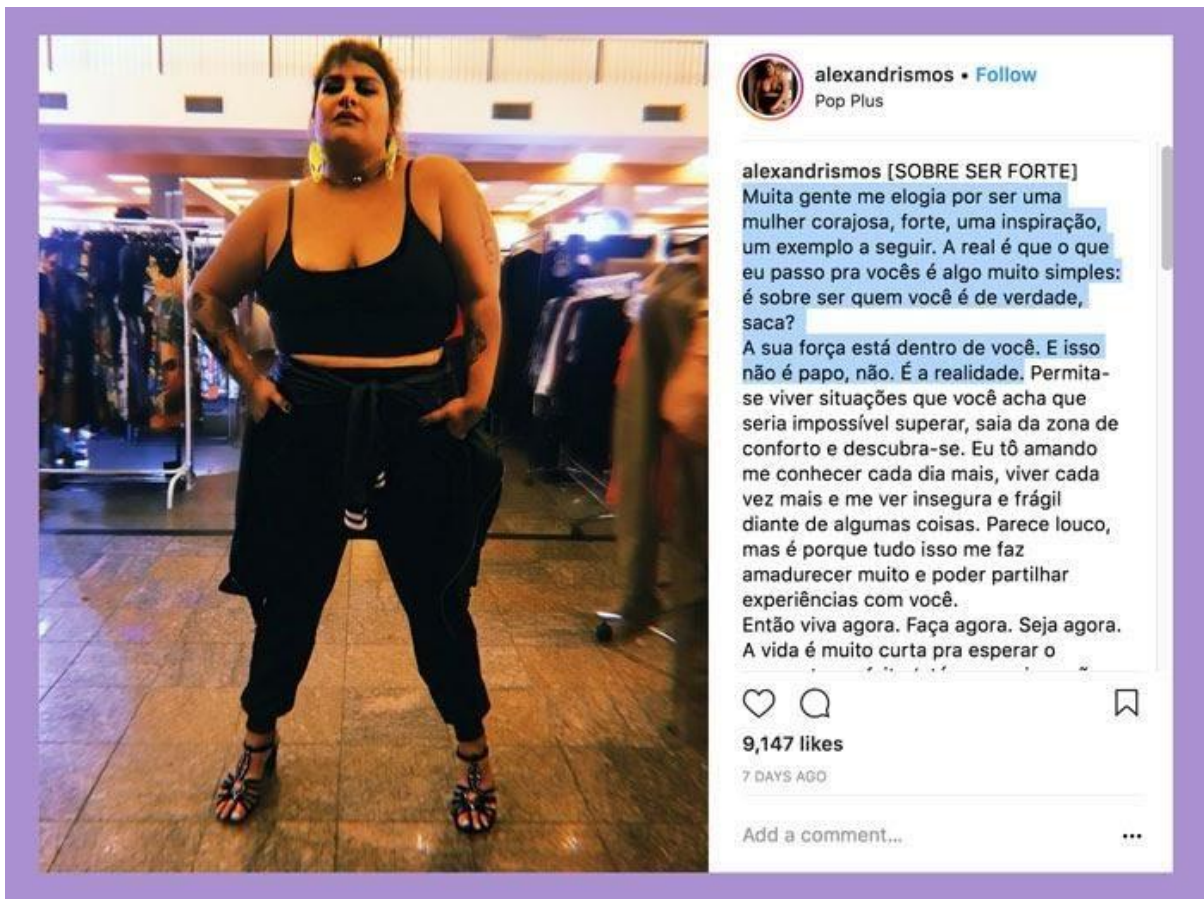 alexandrismos • Follow
Pop Plus
alexandrismos [SOBRE SER FORTE]
Muita gente me elogia por ser uma
mulher corajosa, forte, uma inspiração,
um exemplo a seguir. A real é que o que
eu passo pra vocês é algo muito simples:
é sobre ser quem você é de verdade,
saca?
A sua força está dentro de você. E isso
não é papo, não. É a realidade. Permita-
se viver situações que você acha que
seria impossível superar, saia da zona de
conforto e descubra-se. Eu tô amando
me conhecer cada dia mais, viver cada
vez mais e me ver insegura e frágil
diante de algumas coisas. Parece louco,
mas é porque tudo isso me faz
amadurecer muito e poder partilhar
experiências com você.
Então viva agora. Faça agora. Seja agora.
A vida é muito curta pra esperar o
9,147 likes
7 DAYS AGO
Add a comment...